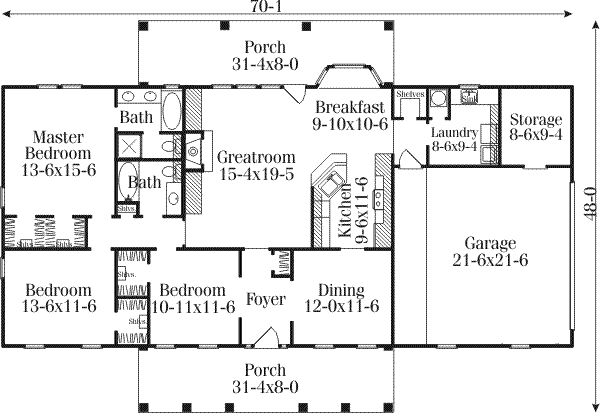 70-1
Porch
31-4x8-0
Shelves
Sink
Breakfast
9-10x10-6
Bath
Laundry
8-6x9-4
Storage
8-6x9-4
Master
Bedroom
13-6x15-6
Greatroom
15-4x19-5
Bath
Kitchen
9-6x11-6
Shlvs.
48-0
Garage
21-6x21-6
Shlvs.
Shlvs.
Shlvs.
Bedroom
13-6x11-6
Bedroom
10-11x11-6
Foyer
Dining
12-0x11-6
Shlvs.
Porch
31-4x8-0